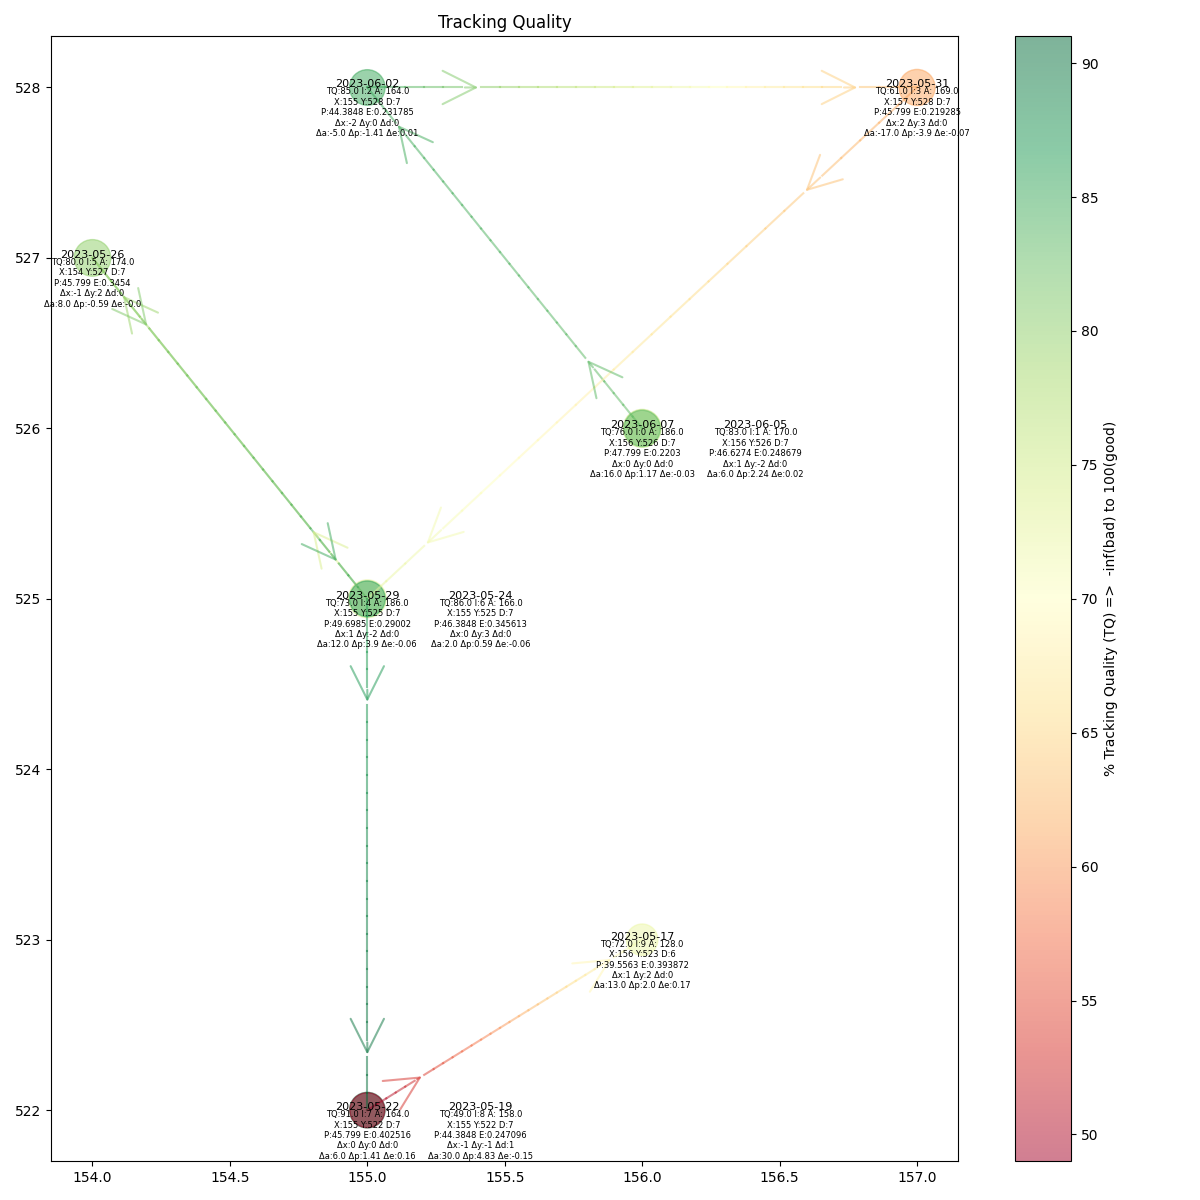 Tracking Quality
2023-06-02
TQ:85.0 I:2 A: 164.0
X:155 Y:528 D:7
P:44.3848 E:0.231785
Δx:-2 Δy:0 Δd:0
Δa:-5.0 Δp:-1.41 Δe:0.01
2023-05-31
TQ:61.0 I:3 A: 169.0
X:157 Y:528 D:7
P:45.799 E:0.219285
Δx:2 Δy:3 Δd:0
Δa:-17.0 Δp:-3.9 Δe:-0.07
2023-05-26
TQ:80.0 I:5 A: 174.0
X:154 Y:527 D:7
P:45.799 E:0.3454
Δx:-1 Δy:2 Δd:0
Δa:8.0 Δp:-0.59 Δe:-0.0
2023-06-07
TQ:76.0 I:0 A: 186.0
X:156 Y:526 D:7
P:47.799 E:0.2203
Δx:0 Δy:0 Δd:0
Δa:16.0 Δp:1.17 Δe:-0.03
2023-06-05
TQ:83.0 I:1 A: 170.0
X:156 Y:526 D:7
P:46.6274 E:0.248679
Δx:1 Δy:-2 Δd:0
Δa:6.0 Δp:2.24 Δe:0.02
2023-05-29
TQ:73.0 I:4 A: 186.0
X:155 Y:525 D:7
P:49.6985 E:0.29002
Δx:1 Δy:-2 Δd:0
Δa:12.0 Δp:3.9 Δe:-0.06
2023-05-24
TQ:86.0 I:6 A: 166.0
X:155 Y:525 D:7
P:46.3848 E:0.345613
Δx:0 Δy:3 Δd:0
Δa:2.0 Δp:0.59 Δe:-0.06
2023-05-17
TQ:72.0 I:9 A: 128.0
X:156 Y:523 D:6
P:39.5563 E:0.393872
Δx:1 Δy:2 Δd:0
Δa:13.0 Δp:2.0 Δe:0.17
2023-05-22
TQ:91.0 I:7 A: 164.0
X:155 Y:522 D:7
P:45.799 E:0.402516
Δx:0 Δy:0 Δd:0
Δa:6.0 Δp:1.41 Δe:0.16
2023-05-19
TQ:49.0 I:8 A: 158.0
X:155 Y:522 D:7
P:44.3848 E:0.247096
Δx:-1 Δy:-1 Δd:1
Δa:30.0 Δp:4.83 Δe:-0.15
528
527
526
525
524
523
522
154.0
154.5
155.0
155.5
156.0
156.5
157.0
90
85
80
75
70
65
60
55
50
% Tracking Quality (TQ) =>  -inf(bad) to 100(good)